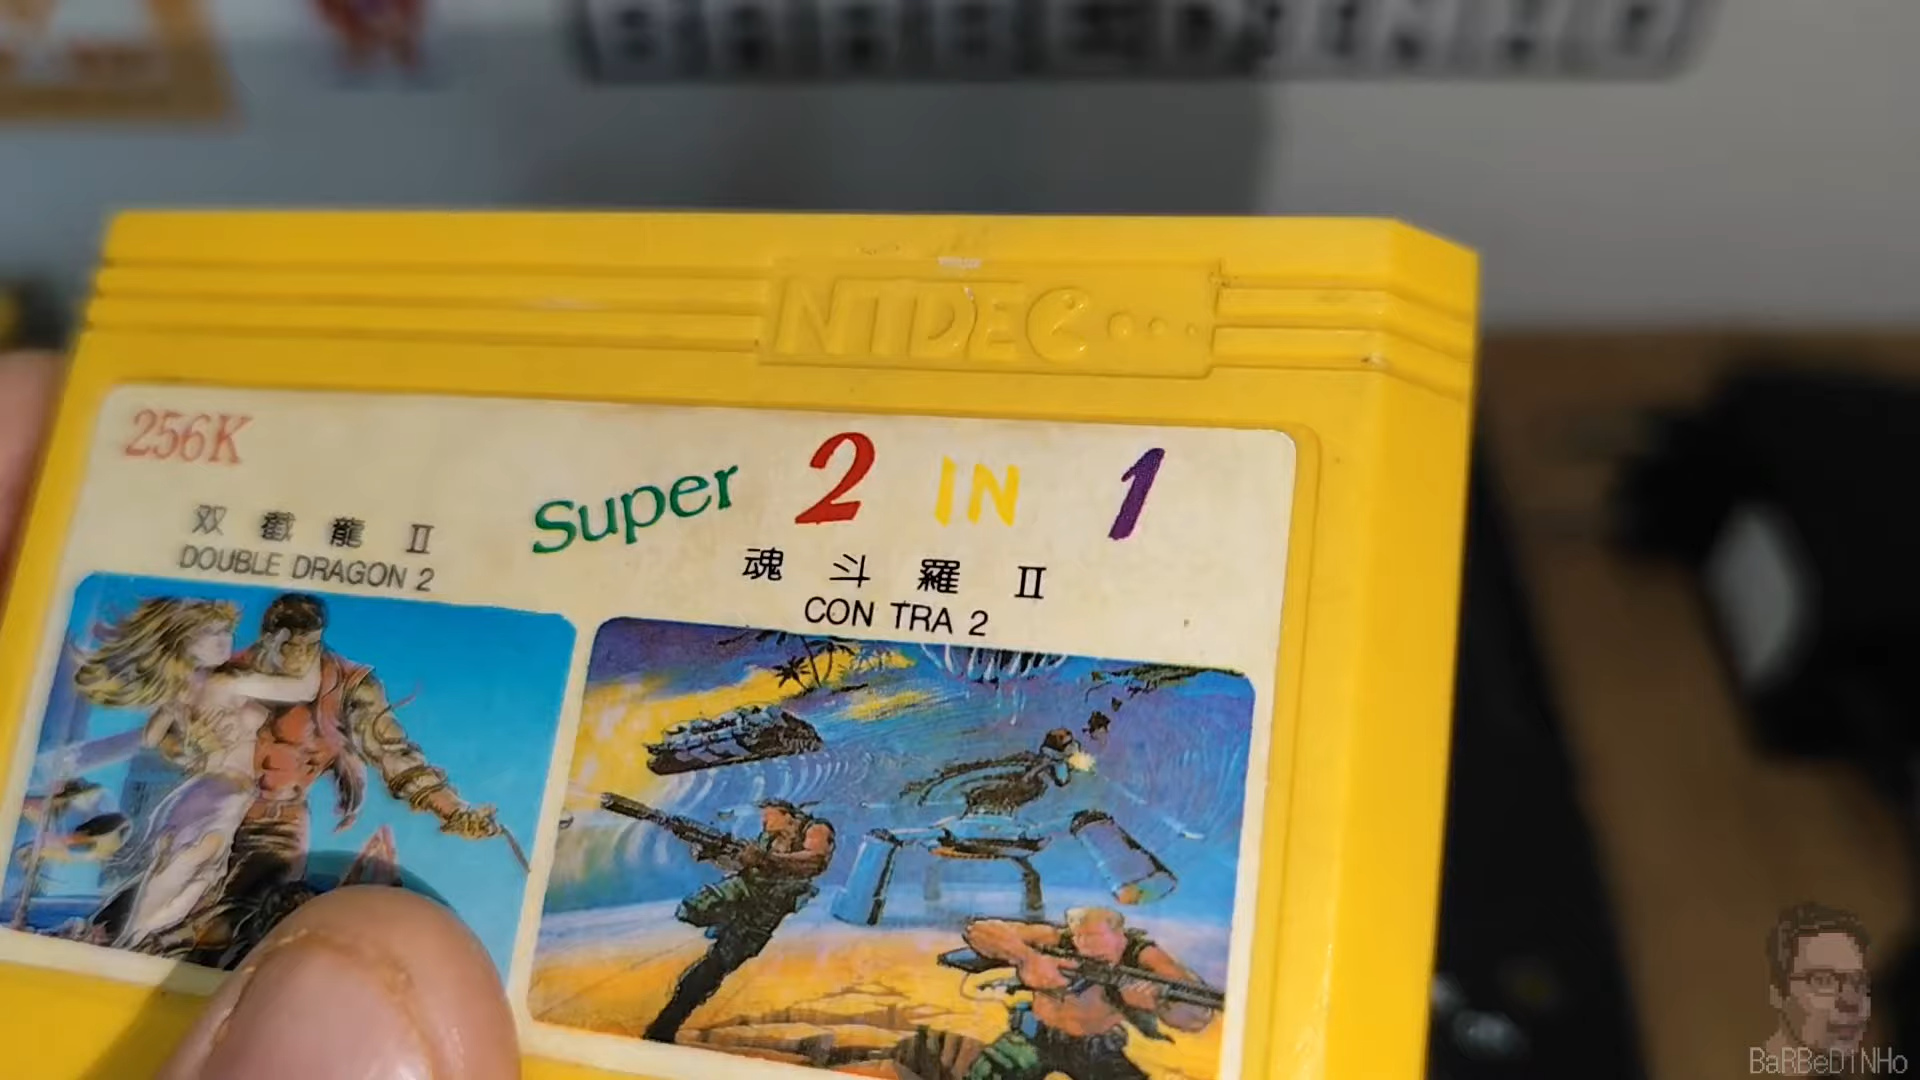 NTDEC...
256K
Super 2 IN 1
双截龍 II
DOUBLE DRAGON 2
魂斗羅 II
CON TRA 2
BaRBeDiNHo